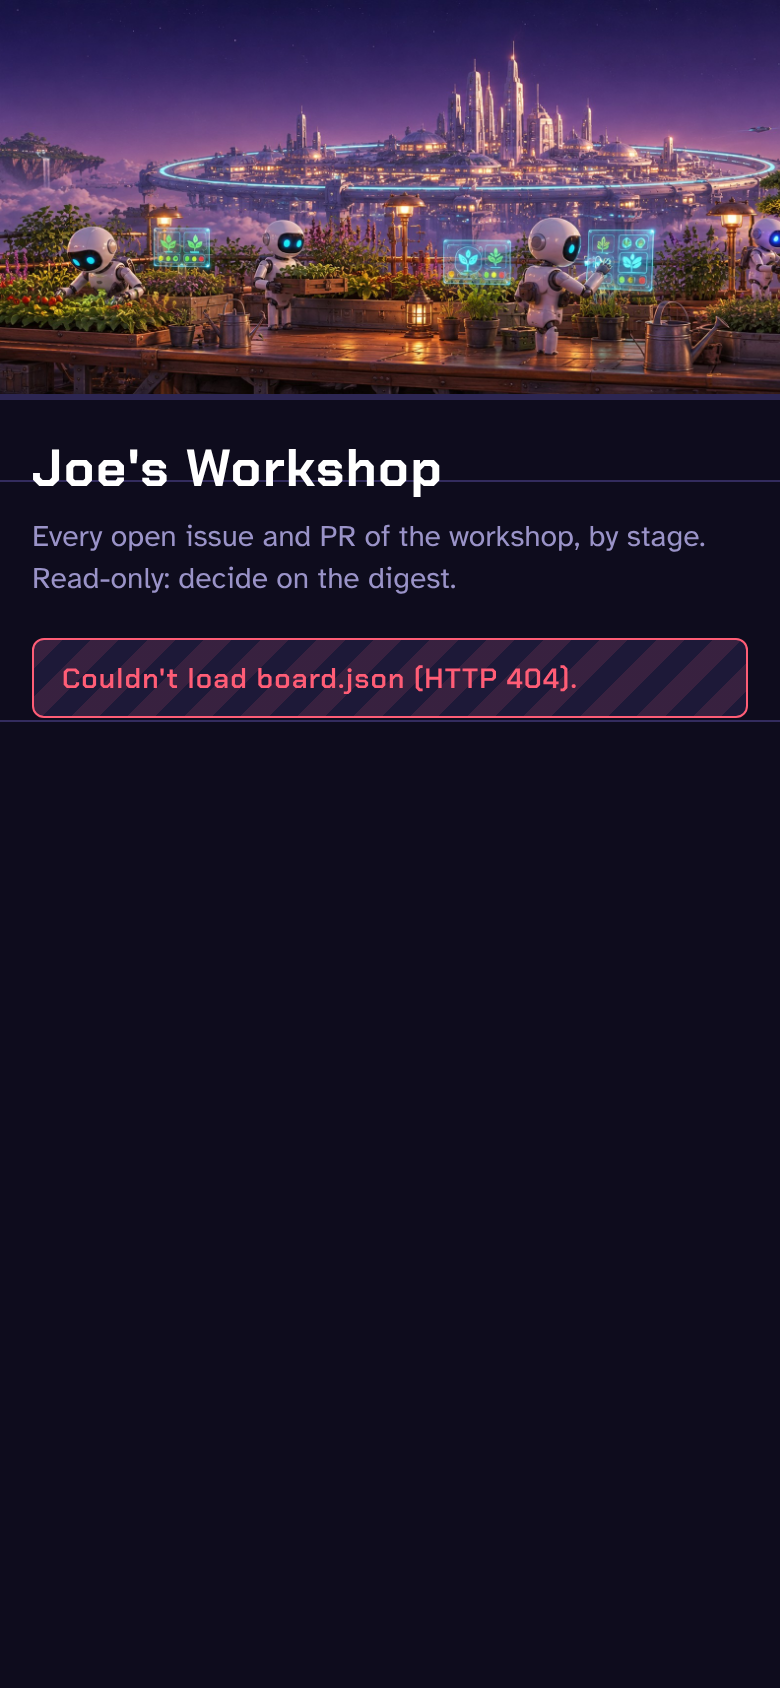 Joe's Workshop
Every open issue and PR of the workshop, by stage.
Read-only: decide on the digest.
Couldn't load board.json (HTTP 404).